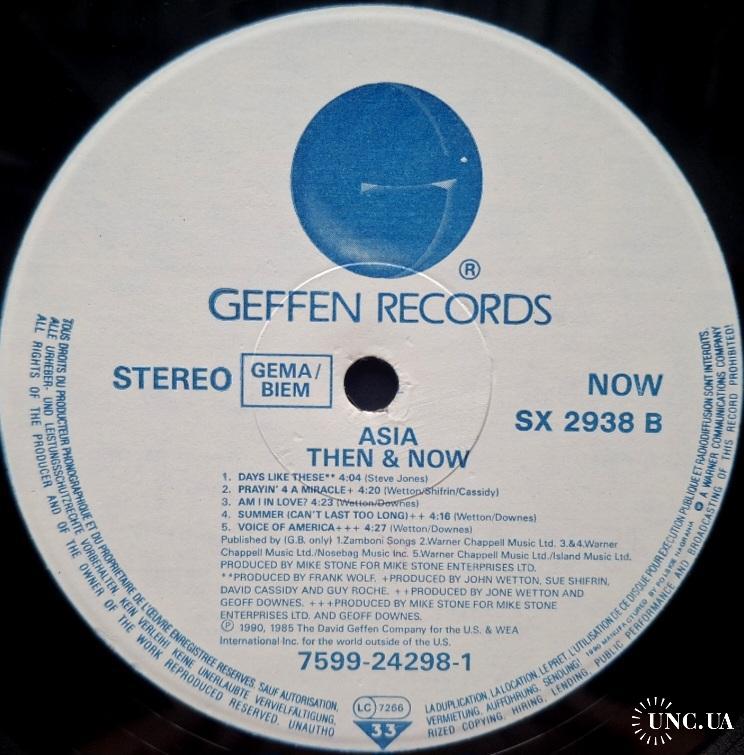 ®
GEFFEN RECORDS
STEREO
GEMA/
BIEM
NOW
SX 2938 B
ASIA
THEN & NOW
1. DAYS LIKE THESE** 4:04 (Steve Jones)
2. PRAYIN' 4 A MIRACLE+ 4:20 (Wetton/Shifrin/Cassidy)
3. AM I IN LOVE? 4:23 (Wetton/Downes)
4. SUMMER (CAN'T LAST TOO LONG)++ 4:16 (Wetton/Downes)
5. VOICE OF AMERICA+++ 4:27 (Wetton/Downes)
Published by (G.B. only) 1.Zamboni Songs 2.Warner Chappell Music Ltd. 3.&4.Warner
Chappell Music Ltd./Nosebag Music Inc. 5.Warner Chappell Music Ltd./Island Music Ltd.
PRODUCED BY MIKE STONE FOR MIKE STONE ENTERPRISES LTD.
**PRODUCED BY FRANK WOLF. +PRODUCED BY JOHN WETTON, SUE SHIFRIN,
DAVID CASSIDY AND GUY ROCHE. ++PRODUCED BY JONE WETTON AND
GEOFF DOWNES. +++PRODUCED BY MIKE STONE FOR MIKE STONE
ENTERPRISES LTD. AND GEOFF DOWNES.
℗ 1990, 1985 The David Geffen Company for the U.S. & WEA
International Inc. for the world outside of the U.S.
7599-24298-1
LC 7266
33
TOUS DROITS DU PRODUCTEUR PHONOGRAPHIQUE ET DU PROPRIETAIRE DE L'ŒUVRE ENREGISTREE RESERVES. SAUF AUTORISATION,
LA DUPLICATION, LA LOCATION, LE PRET, L'UTILISATION DE CE DISQUE POUR EXECUTION PUBLIQUE ET RADIODIFFUSION SONT INTERDITS.
ALLE URHEBER- UND LEISTUNGSSCHUTZRECHTE VORBEHALTEN. KEIN VERLEIH! KEINE UNERLAUBTE VERVIELFÄLTIGUNG,
VERMIETUNG, AUFFÜHRUNG, SENDUNG!
ALL RIGHTS OF THE PRODUCER AND OF THE OWNER OF THE WORK REPRODUCED RESERVED. UNAUTHO
RIZED COPYING, HIRING, LENDING, PUBLIC PERFORMANCE AND BROADCASTING OF THIS RECORD PROHIBITED!
1990 MANUFACTURED BY
A WARNER COMMUNICATIONS COMPANY
UNC.UA